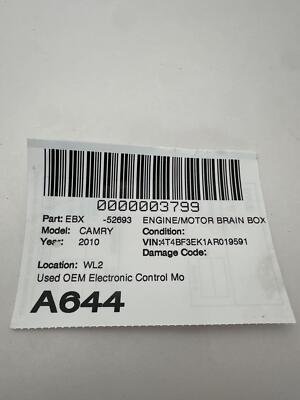 0000003799
Part: EBX -52693 ENGINE/MOTOR BRAIN BOX
Model: CAMRY Condition:
Year: 2010 VIN:4T4BF3EK1AR019591
Damage Code:
Location: WL2
Used OEM Electronic Control Mo
A644